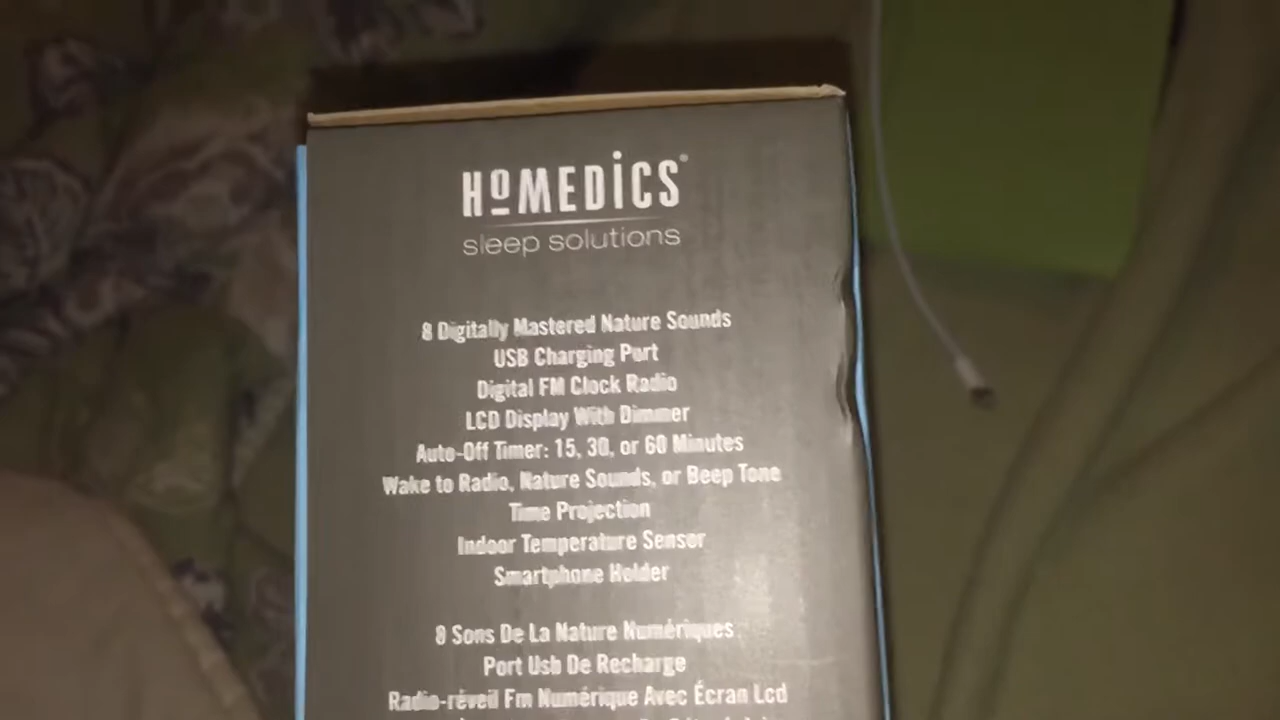 HoMEDiCS®
sleep solutions
8 Digitally Mastered Nature Sounds
USB Charging Port
Digital FM Clock Radio
LCD Display With Dimmer
Auto-Off Timer: 15, 30, or 60 Minutes
Wake to Radio, Nature Sounds, or Beep Tone
Time Projection
Indoor Temperature Sensor
Smartphone Holder
8 Sons De La Nature Numériques
Port Usb De Recharge
Radio-réveil Fm Numérique Avec Écran Lcd